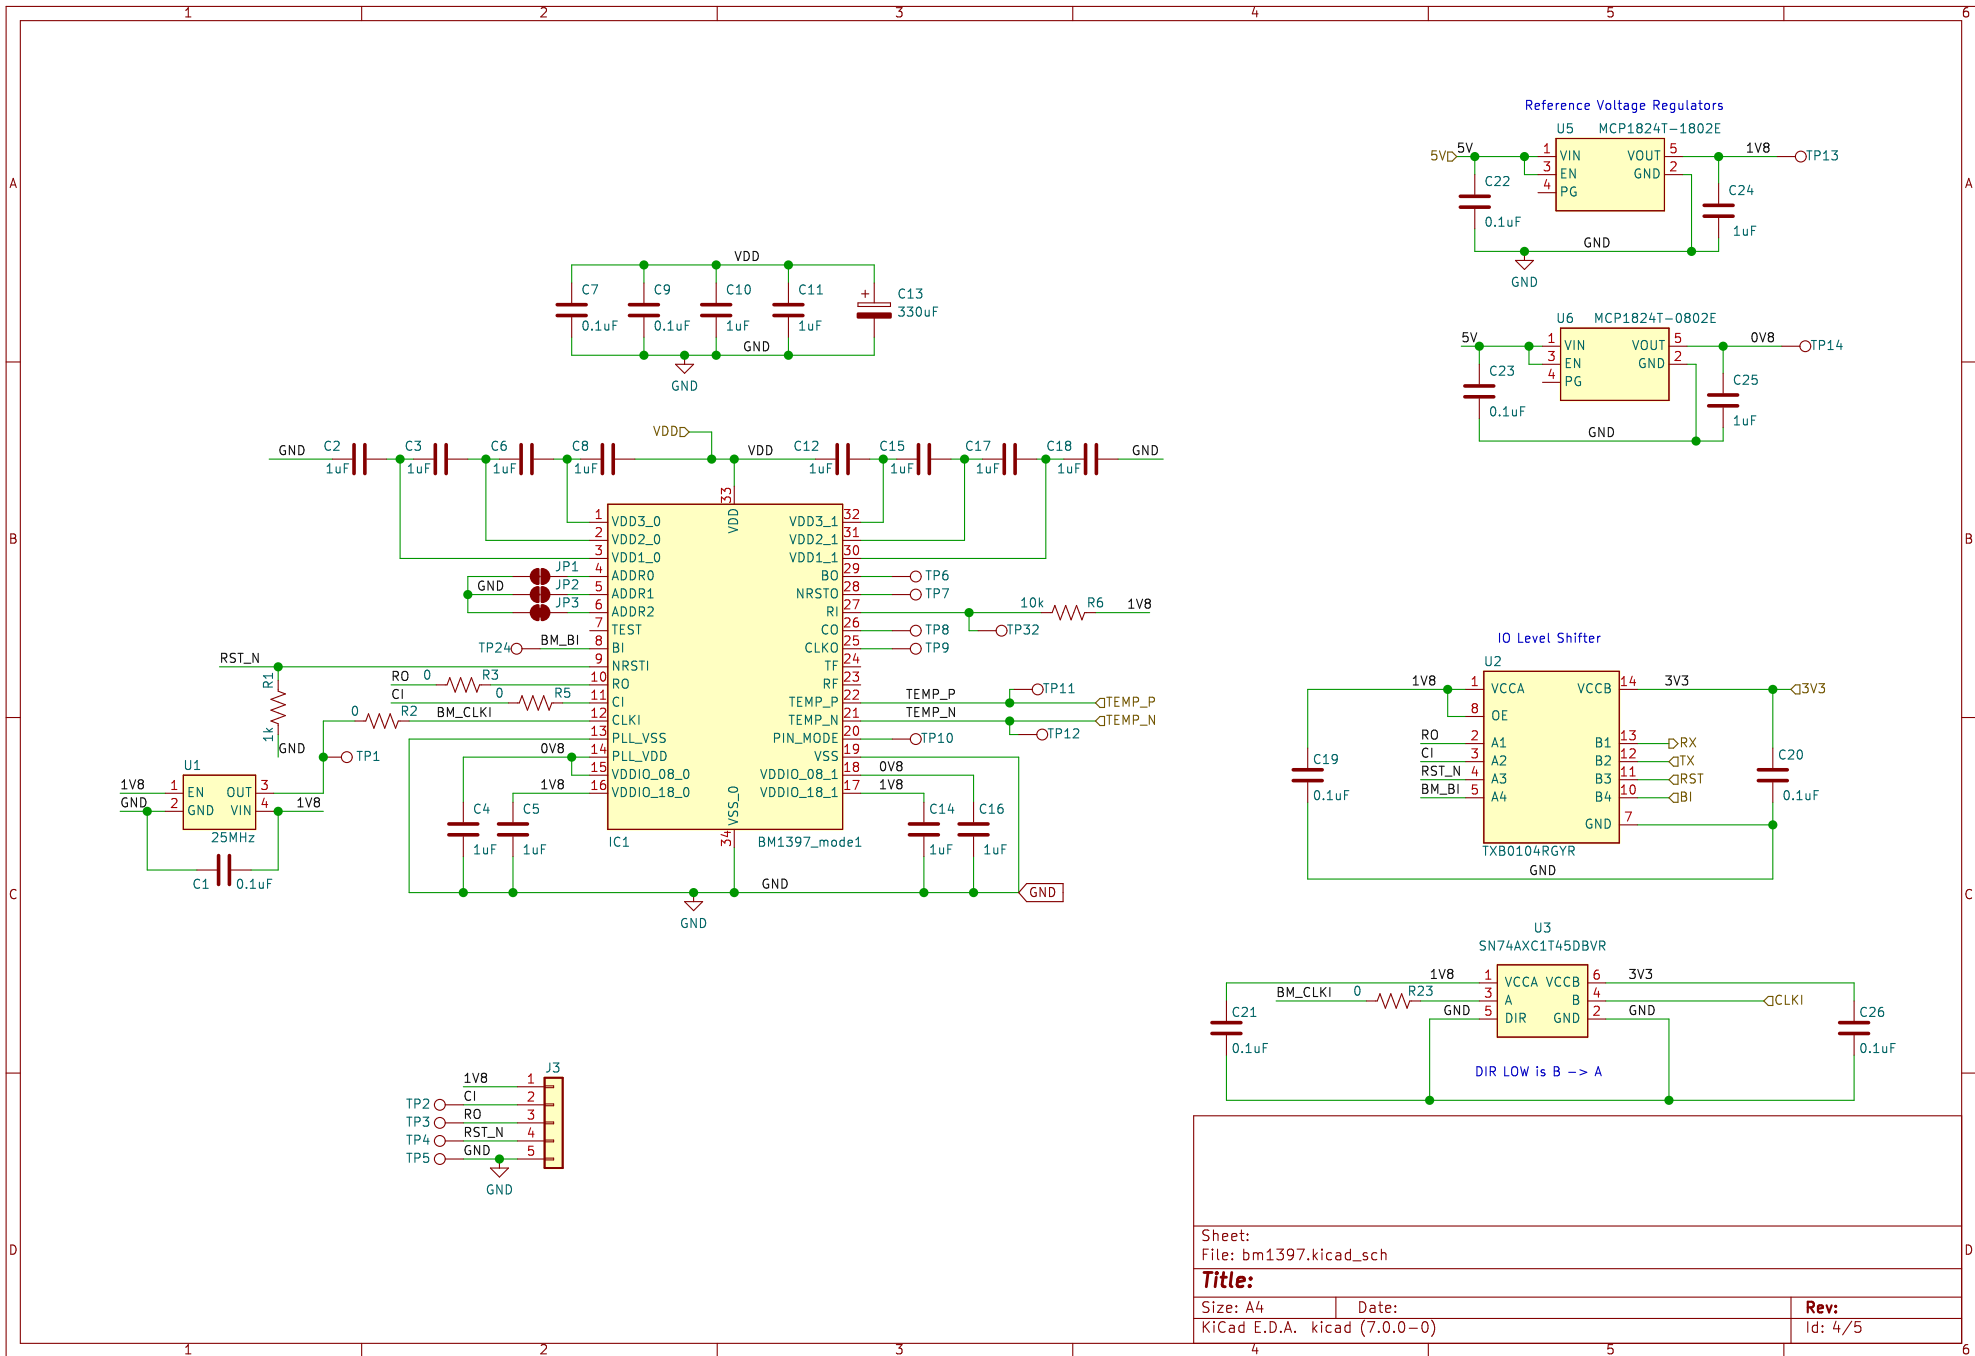 1 2 3 4 5 6
A
B
C
D
Reference Voltage Regulators
U5 MCP1824T-1802E
5V 5V 1 VIN VOUT 5 1V8 TP13
3 EN GND 2
4 PG
C22 0.1uF
C24 1uF
GND
GND
U6 MCP1824T-0802E
5V 1 VIN VOUT 5 0V8 TP14
3 EN GND 2
4 PG
C23 0.1uF
C25 1uF
GND
VDD
C7 C9 C10 C11 C13
0.1uF 0.1uF 1uF 1uF + 330uF
GND
GND
VDD
GND C2 C3 C6 C8 VDD C12 C15 C17 C18 GND
1uF 1uF 1uF 1uF 1uF 1uF 1uF 1uF
33
VDD
1 VDD3_0 VDD3_1 32
2 VDD2_0 VDD2_1 31
3 VDD1_0 VDD1_1 30
JP1 4 ADDR0 BO 29 TP6
GND JP2 5 ADDR1 NRSTO 28 TP7
JP3 6 ADDR2 RI 27 10k R6 1V8
7 TEST CO 26 TP8 TP32
TP24 BM_BI 8 BI CLKO 25 TP9
RST_N 9 NRSTI TF 24
RO 0 R3 10 RO RF 23
CI 0 R5 11 CI TEMP_P 22 TEMP_P TP11 TEMP_P
0 R2 BM_CLKI 12 CLKI TEMP_N 21 TEMP_N TP12 TEMP_N
13 PLL_VSS PIN_MODE 20 TP10
0V8 14 PLL_VDD VSS 19
15 VDDIO_08_0 VDDIO_08_1 18 0V8
1V8 16 VDDIO_18_0 VDDIO_18_1 17 1V8
VSS_0
34
IC1 BM1397_mode1
R1 1k GND
TP1
U1
1V8 1 EN OUT 3
GND 2 GND VIN 4 1V8
25MHz
C1 0.1uF
C4 1uF
C5 1uF
C14 1uF
C16 1uF
GND
GND
GND
IO Level Shifter
U2
1V8 1 VCCA VCCB 14 3V3 3V3
8 OE
RO 2 A1 B1 13 RX
CI 3 A2 B2 12 TX
RST_N 4 A3 B3 11 RST
BM_BI 5 A4 B4 10 BI
GND 7
TXB0104RGYR
C19 0.1uF
C20 0.1uF
GND
U3
SN74AXC1T45DBVR
1V8 1 VCCA VCCB 6 3V3
BM_CLKI 0 R23 3 A B 4 CLKI
GND 5 DIR GND 2 GND
C21 0.1uF
C26 0.1uF
DIR LOW is B -> A
J3
1V8 1
TP2 CI 2
TP3 RO 3
TP4 RST_N 4
TP5 GND 5
GND
Sheet:
File: bm1397.kicad_sch
Title:
Size: A4 Date: Rev:
KiCad E.D.A. kicad (7.0.0-0) Id: 4/5
A
B
C
D
1 2 3 4 5 6